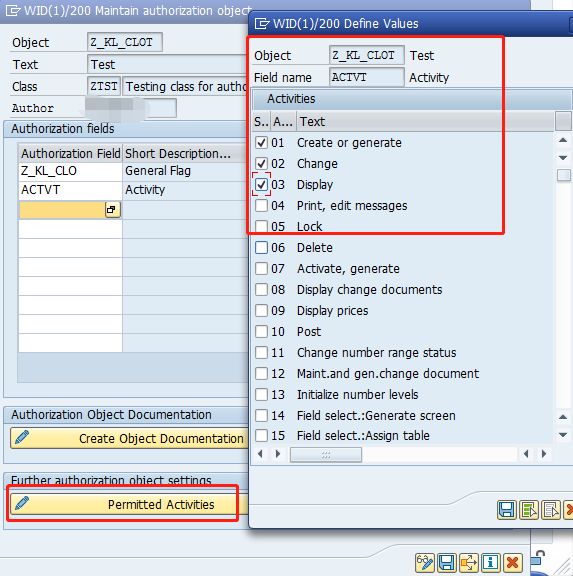 WID(1)/200 Maintain authorization object
Object Z_KL_CLOT
Text Test
Class ZTST Testing class for autho
Author
Authorization fields
Authorization Field Short Description...
Z_KL_CLO General Flag
ACTVT Activity
Authorization Object Documentation
Create Object Documentation
Further authorization object settings
Permitted Activities
WID(1)/200 Define Values
Object Z_KL_CLOT Test
Field name ACTVT Activity
Activities
S.. A... Text
01 Create or generate
02 Change
03 Display
04 Print, edit messages
05 Lock
06 Delete
07 Activate, generate
08 Display change documents
09 Display prices
10 Post
11 Change number range status
12 Maint.and gen.change document
13 Initialize number levels
14 Field select.:Generate screen
15 Field select.:Assign table